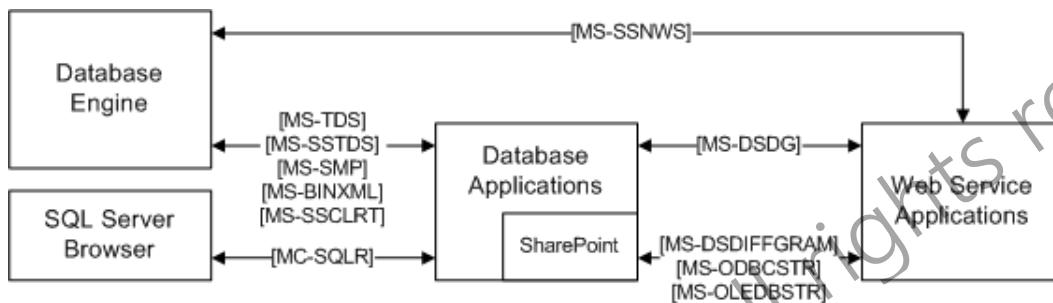 [MS-SSNWS]
Database
Engine
[MS-TDS]
[MS-SSTDS]
[MS-SMP]
[MS-BINXML]
[MS-SSCLRT]
Database
Applications
[MS-DSDG]
Web Service
Applications
SQL Server
Browser
[MC-SQLR]
SharePoint
[MS-DSDIFFGRAM]
[MS-ODBCSTR]
[MS-OLEDBSTR]
rights